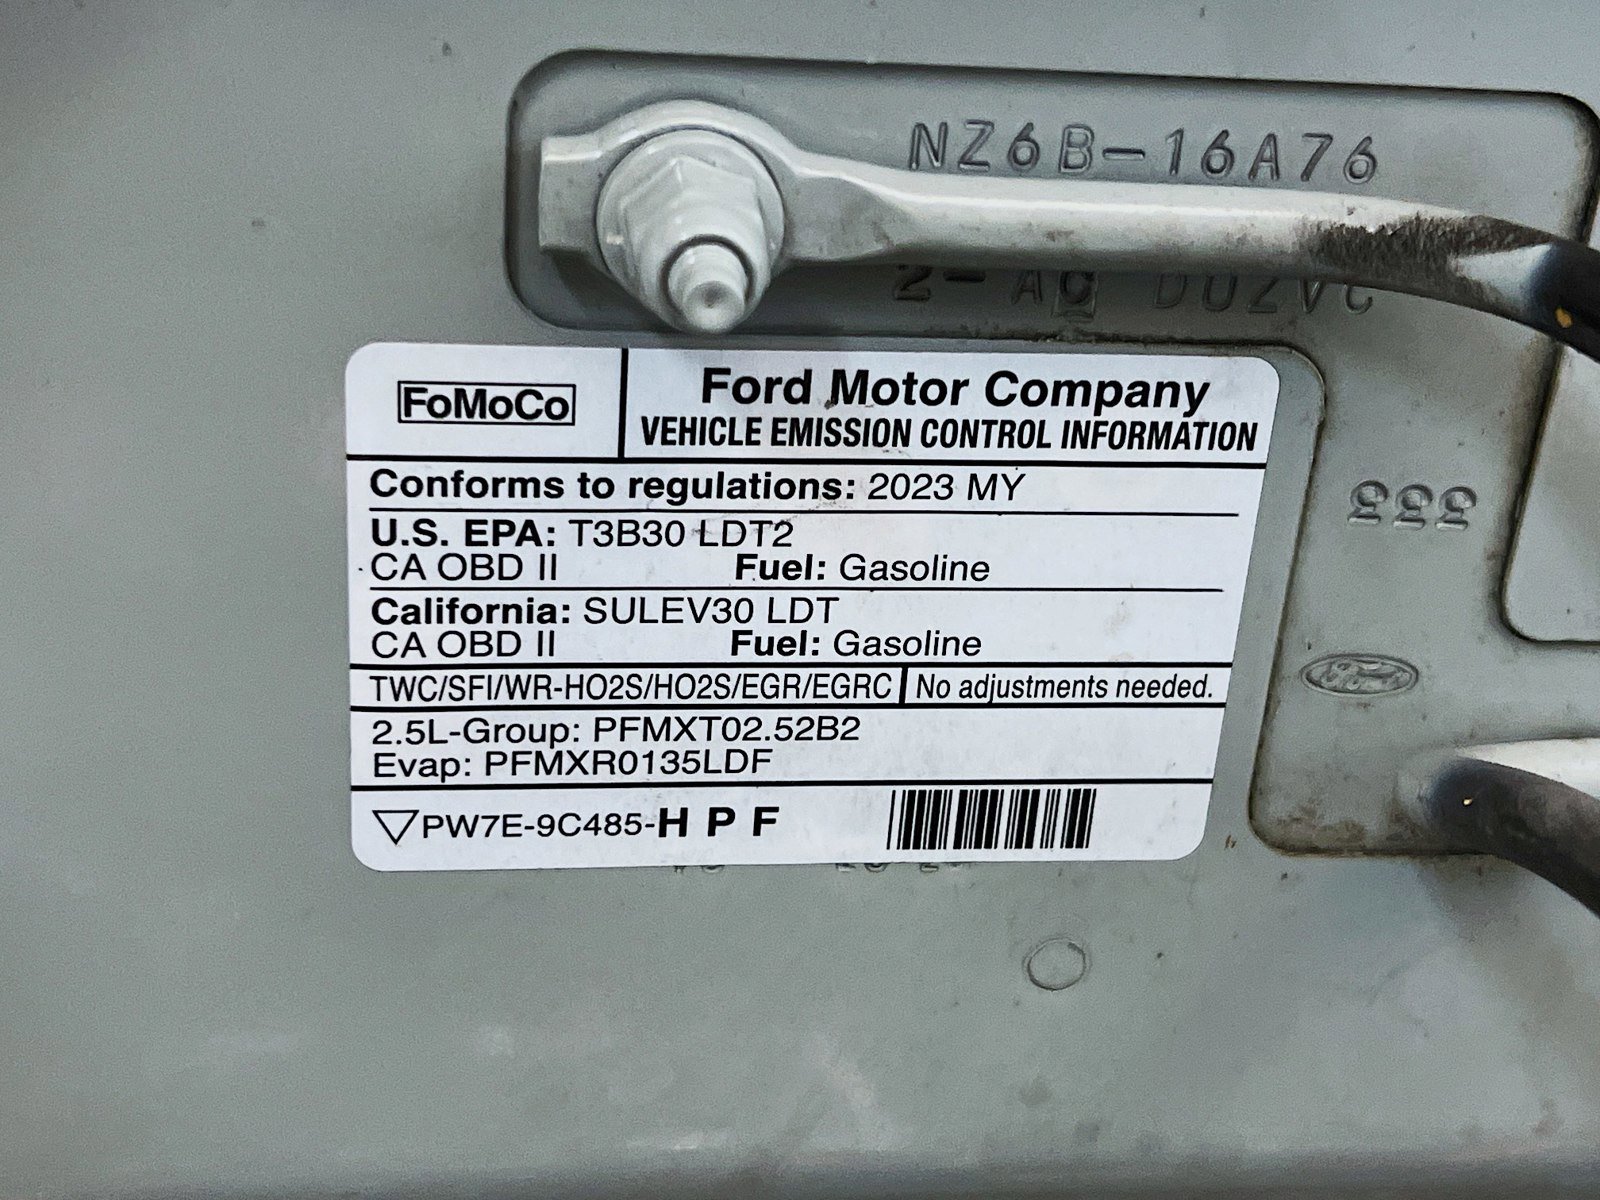 NZ6B-16A76
FoMoCo
Ford Motor Company
VEHICLE EMISSION CONTROL INFORMATION
Conforms to regulations: 2023 MY
U.S. EPA: T3B30 LDT2
CA OBD II Fuel: Gasoline
California: SULEV30 LDT
CA OBD II Fuel: Gasoline
TWC/SFI/WR-HO2S/HO2S/EGR/EGRC No adjustments needed.
2.5L-Group: PFMXT02.52B2
Evap: PFMXR0135LDF
PW7E-9C485-H P F
Ford